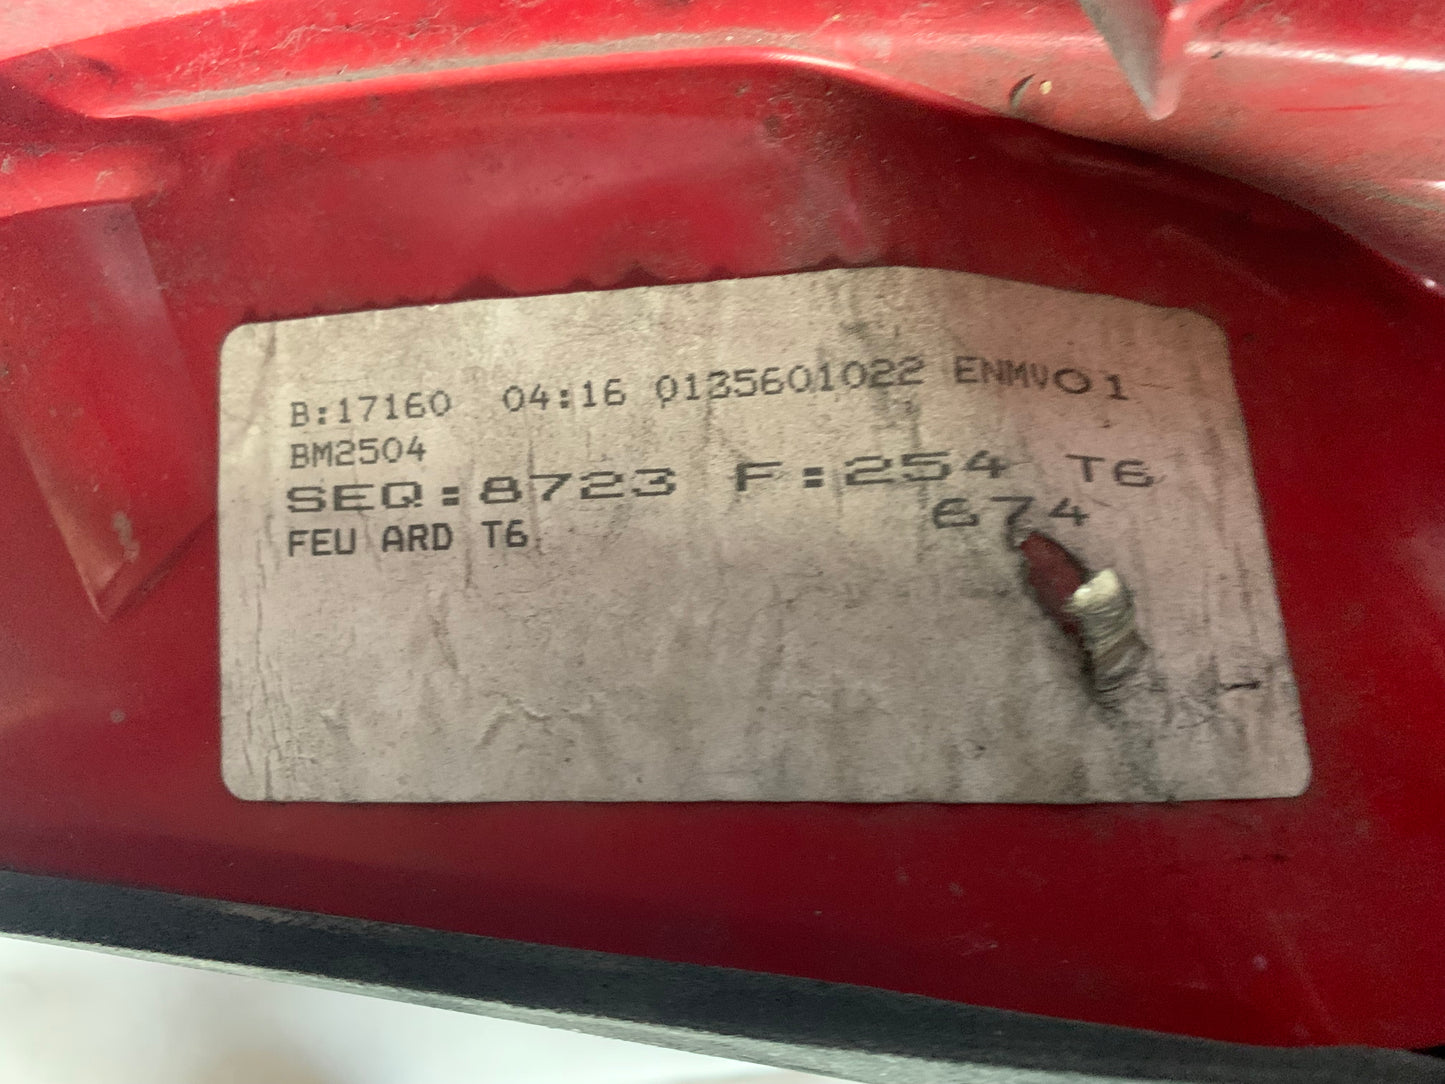 B:17160 04:16 0135601022 ENMV01
BM2504
SEQ:8723 F:254 T6
674
FEU ARD T6